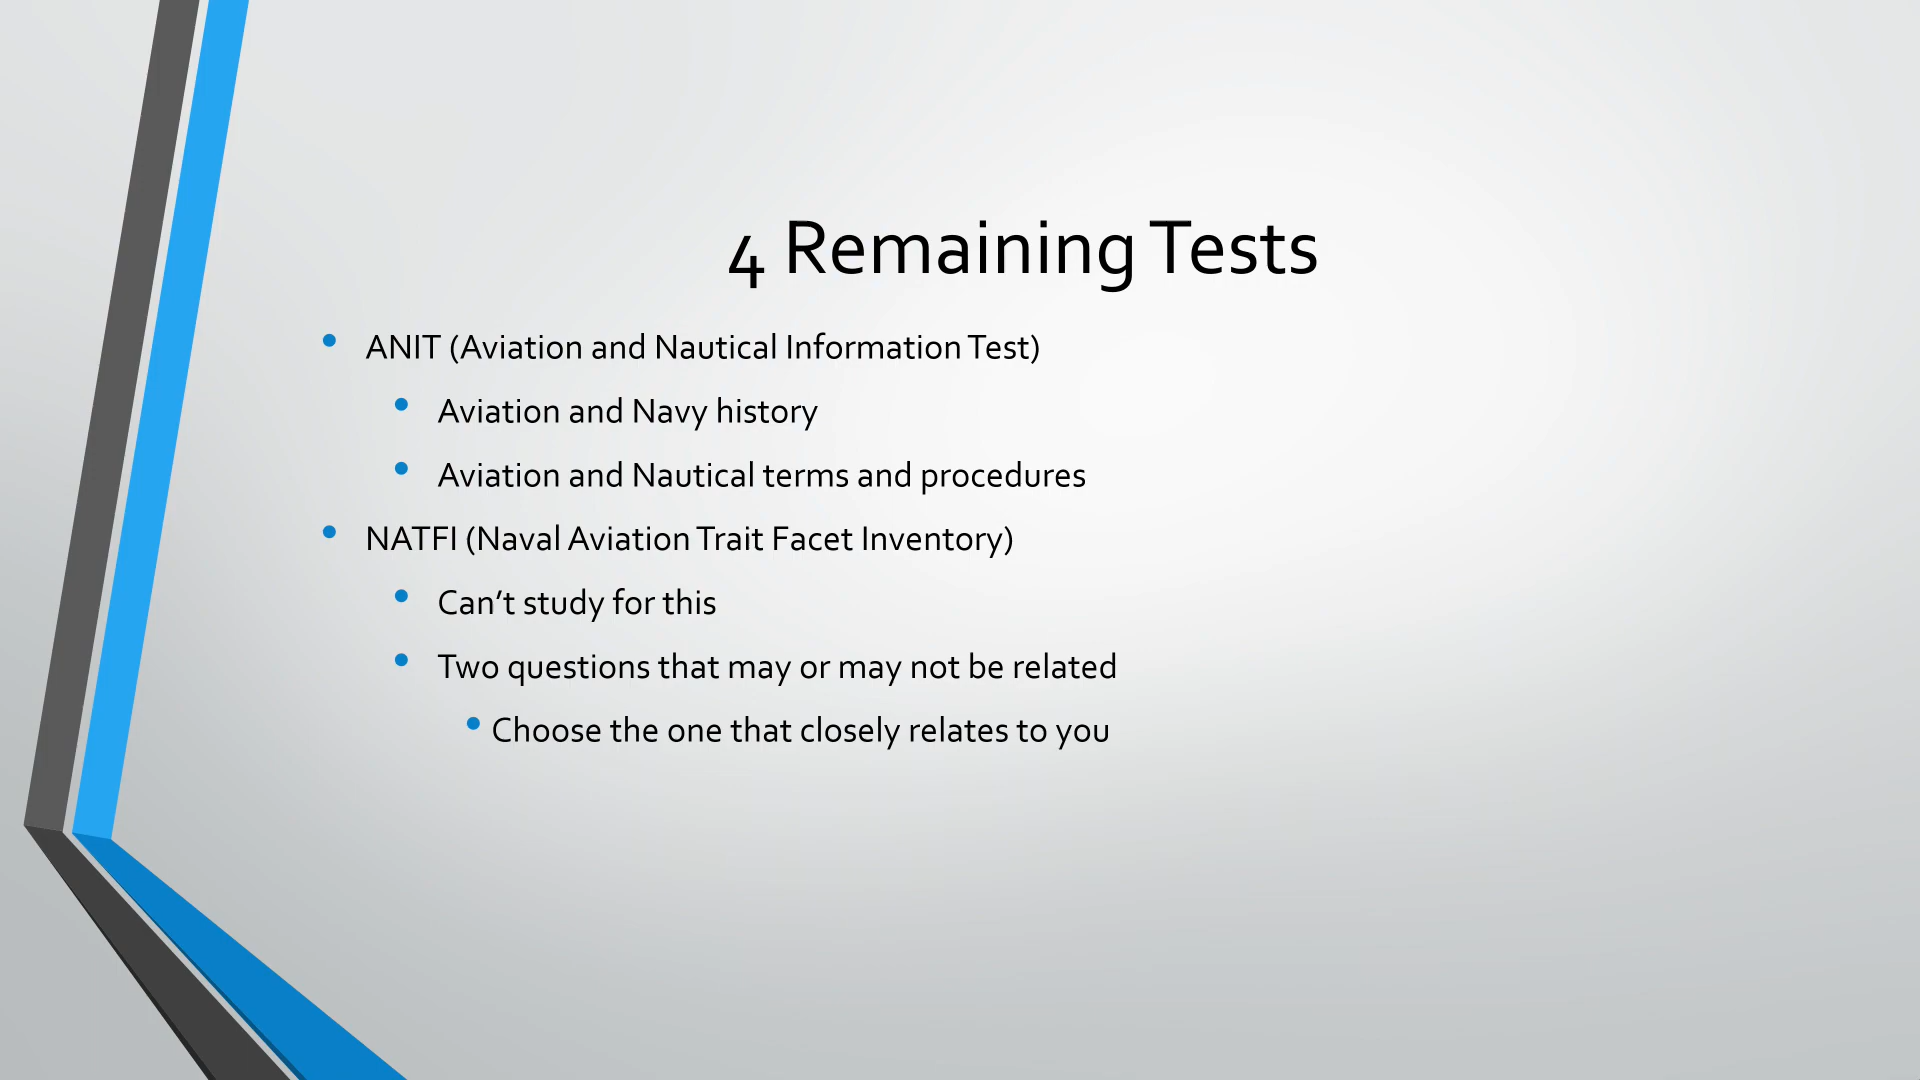 4 Remaining Tests
• ANIT (Aviation and Nautical Information Test)
• Aviation and Navy history
• Aviation and Nautical terms and procedures
• NATFI (Naval Aviation Trait Facet Inventory)
• Can’t study for this
• Two questions that may or may not be related
• Choose the one that closely relates to you